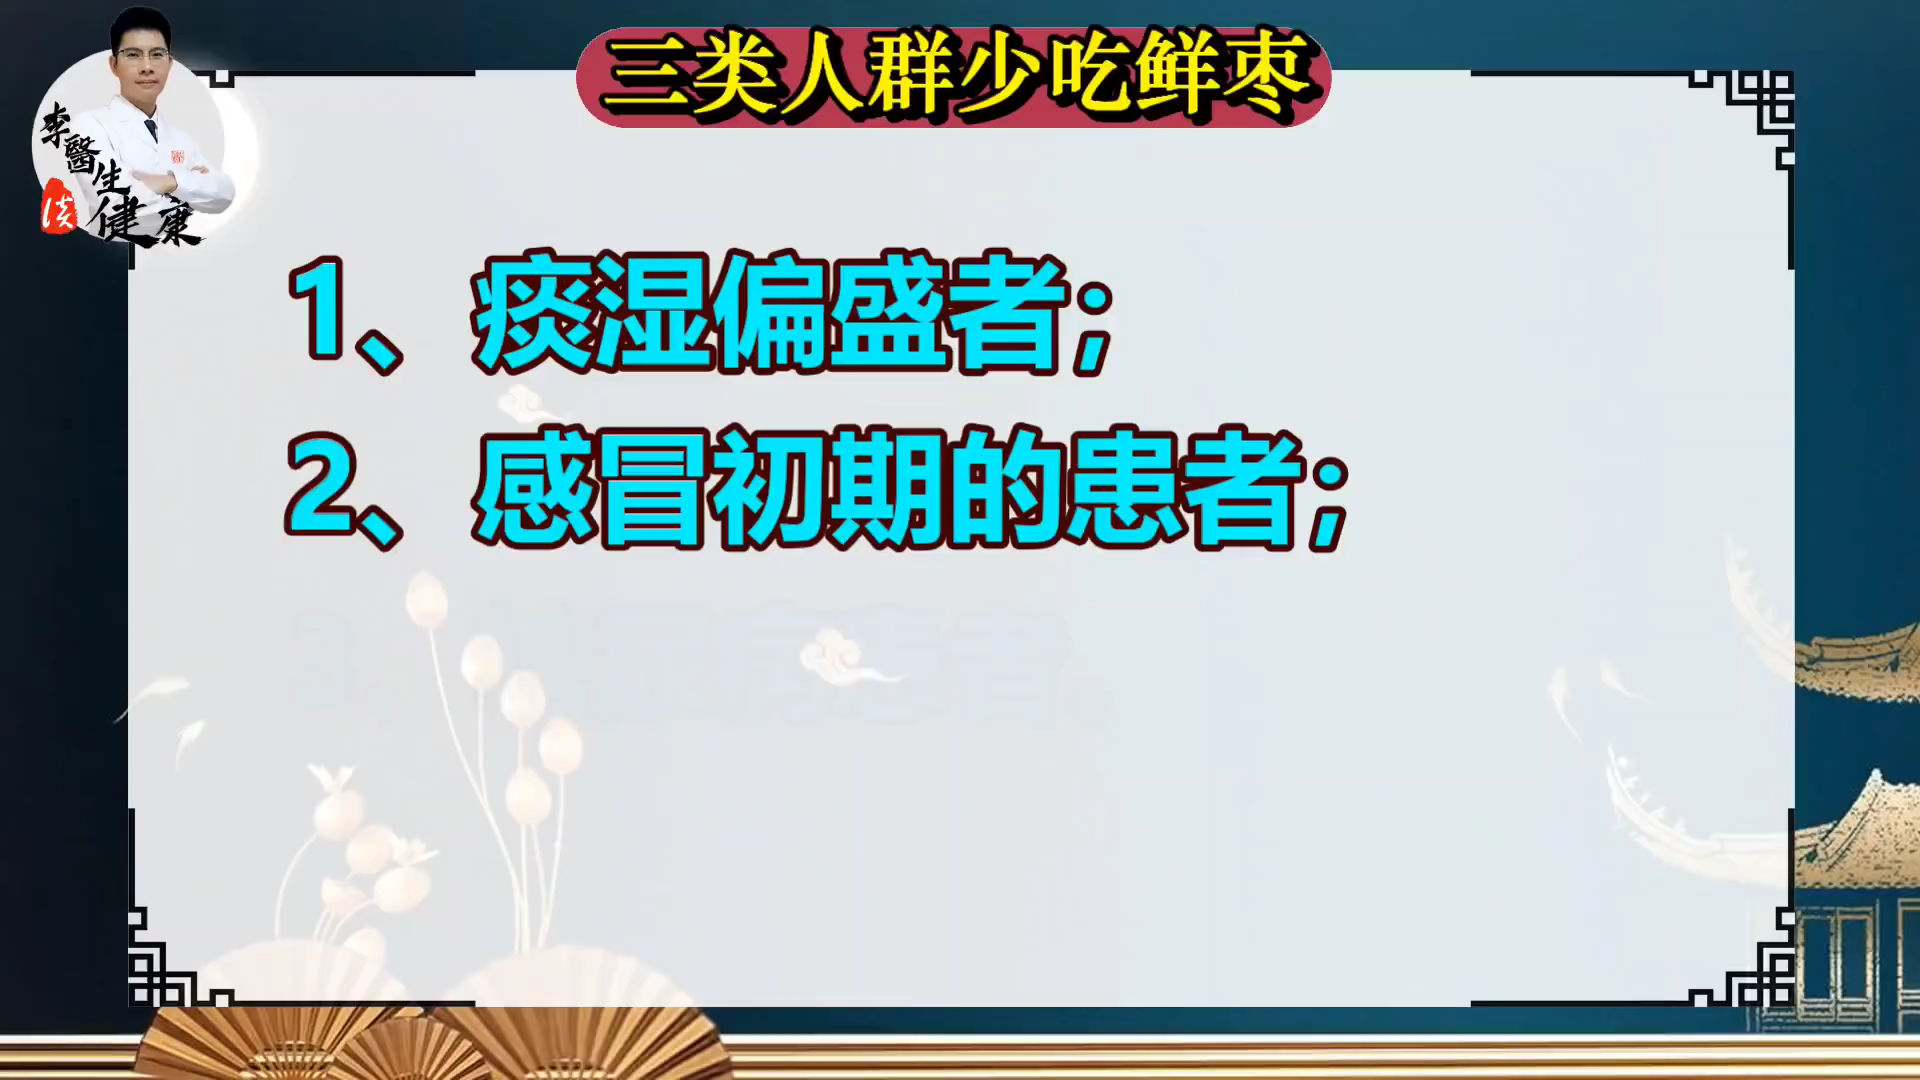 三类人群少吃鲜枣
李醫生
谈健康
1、痰湿偏盛者;
2、感冒初期的患者;